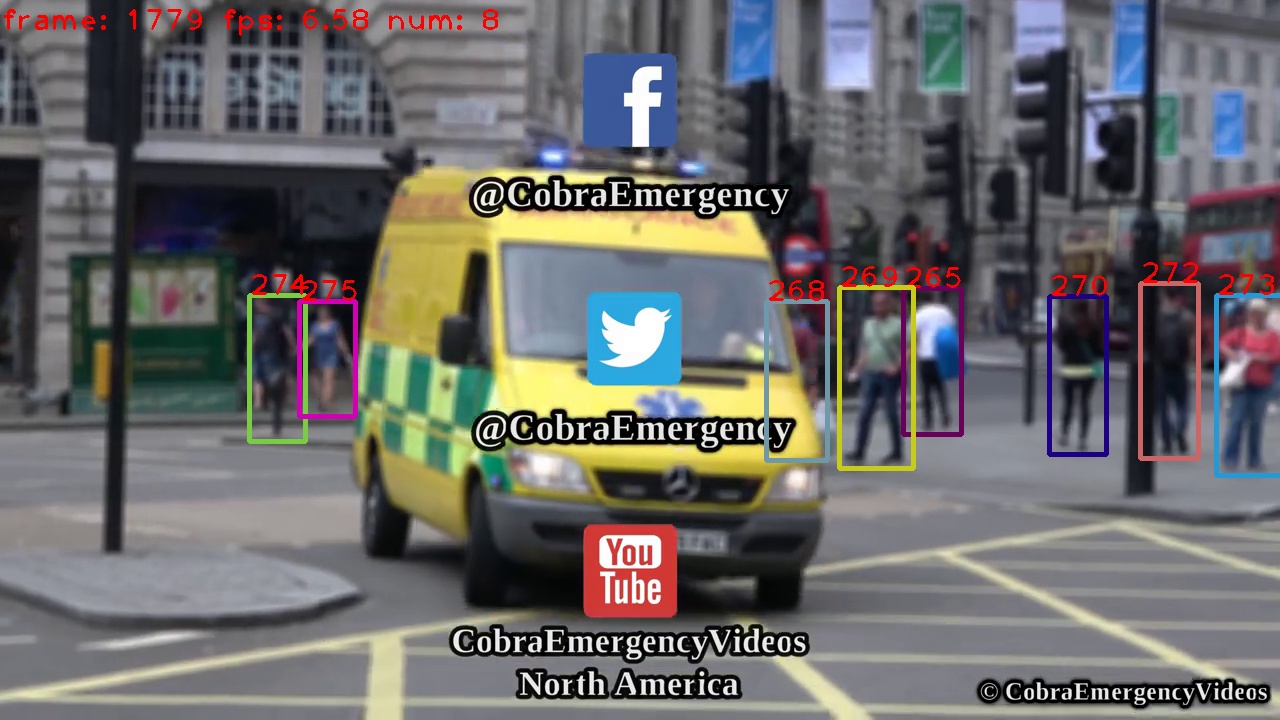 frame: 1779 fps: 6.58 num: 8
f
@CobraEmergency
274
275
268
269
265
270
272
273
@CobraEmergency
You
Tube
CobraEmergencyVideos
North America
© CobraEmergencyVideos